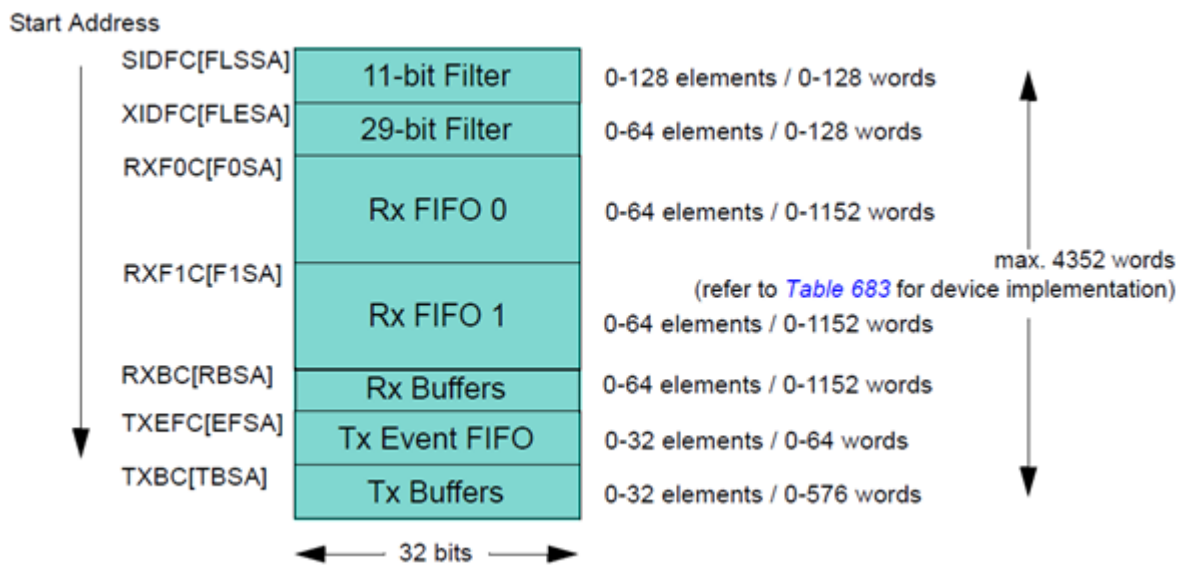 Start Address
SIDFC[FLSSA] 11-bit Filter 0-128 elements / 0-128 words
XIDFC[FLESA] 29-bit Filter 0-64 elements / 0-128 words
RXF0C[F0SA] Rx FIFO 0 0-64 elements / 0-1152 words
max. 4352 words
(refer to Table 683 for device implementation)
RXF1C[F1SA] Rx FIFO 1 0-64 elements / 0-1152 words
RXBC[RBSA] Rx Buffers 0-64 elements / 0-1152 words
TXEFC[EFSA] Tx Event FIFO 0-32 elements / 0-64 words
TXBC[TBSA] Tx Buffers 0-32 elements / 0-576 words
32 bits